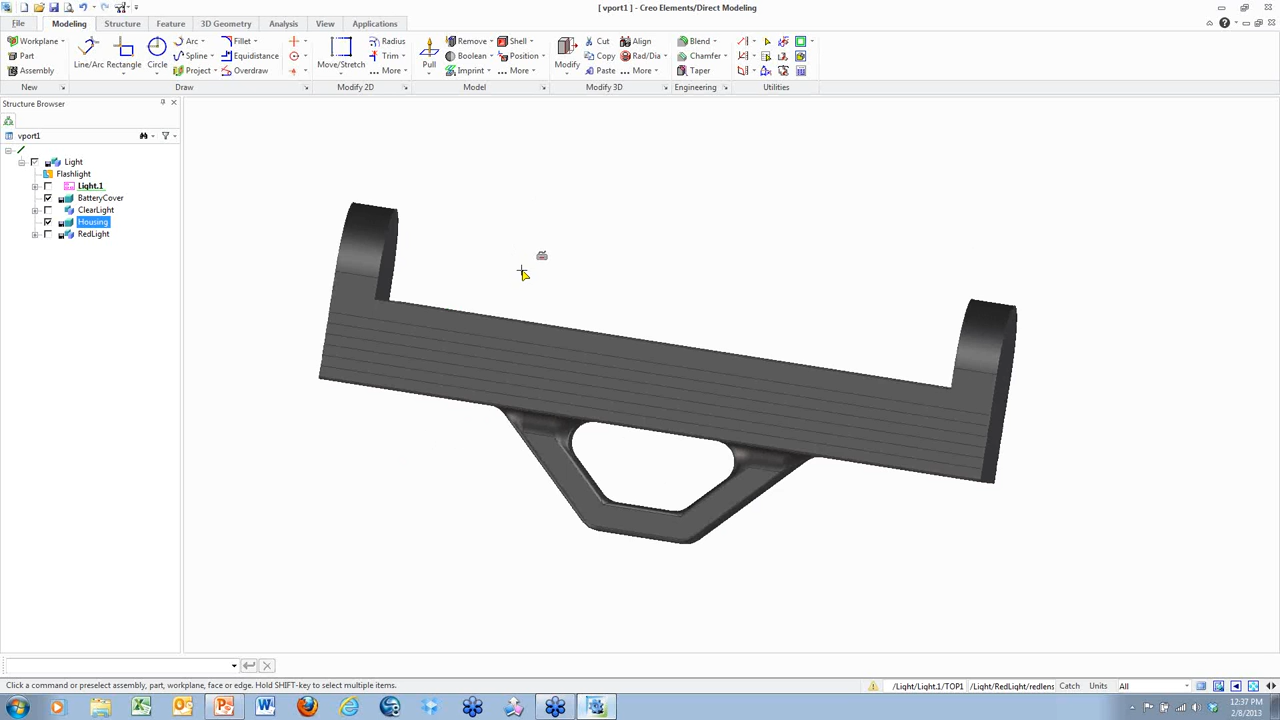 [ vport1 ] - Creo Elements/Direct Modeling
File Modeling Structure Feature 3D Geometry Analysis View Applications
Workplane Arc Fillet Radius Remove Shell Cut Align Blend
Part Line/Arc Rectangle Circle Spline Equidistance Move/Stretch Trim Pull Boolean Position Modify Copy Rad/Dia Chamfer
Assembly Project Overdraw More Imprint More Paste More Taper
New Draw Modify 2D Model Modify 3D Engineering Utilities
Structure Browser
vport1
Light
Flashlight
Light.1
BatteryCover
ClearLight
Housing
RedLight
Click a command or preselect assembly, part, workplane, face or edge. Hold SHIFT-key to select multiple items.
/Light/Light.1/TOP1 /Light/RedLight/redlens Catch Units All
12:37 PM
2/8/2013